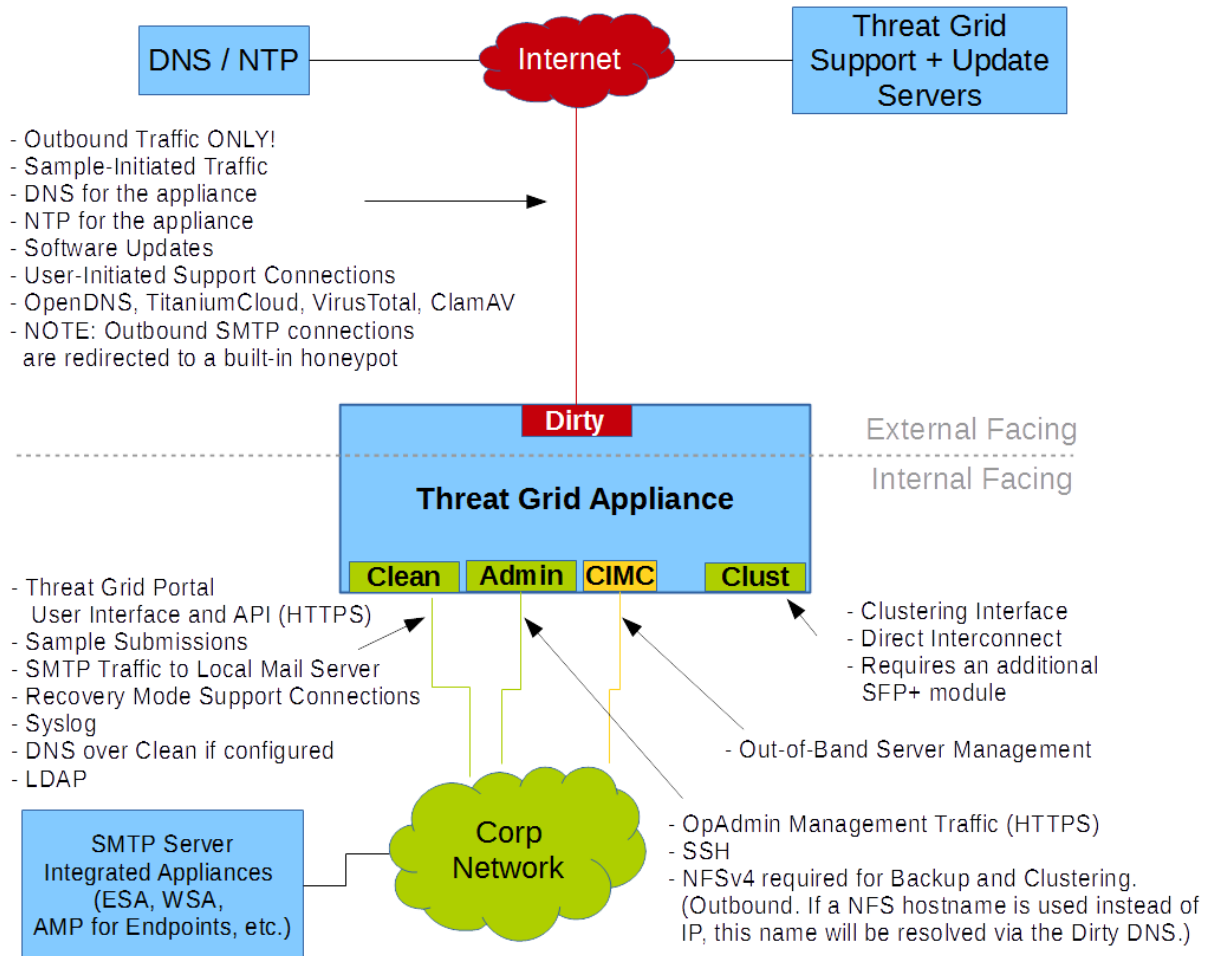 DNS / NTP
Internet
Threat Grid
Support + Update
Servers
- Outbound Traffic ONLY!
- Sample-Initiated Traffic
- DNS for the appliance
- NTP for the appliance
- Software Updates
- User-Initiated Support Connections
- OpenDNS, TitaniumCloud, VirusTotal, ClamAV
- NOTE: Outbound SMTP connections
are redirected to a built-in honeypot
Dirty
External Facing
Internal Facing
Threat Grid Appliance
Clean
Admin
CIMC
Clust
- Threat Grid Portal
User Interface and API (HTTPS)
- Sample Submissions
- SMTP Traffic to Local Mail Server
- Recovery Mode Support Connections
- Syslog
- DNS over Clean if configured
- LDAP
- Clustering Interface
- Direct Interconnect
- Requires an additional
SFP+ module
- Out-of-Band Server Management
SMTP Server
Integrated Appliances
(ESA, WSA,
AMP for Endpoints, etc.)
Corp
Network
- OpAdmin Management Traffic (HTTPS)
- SSH
- NFSv4 required for Backup and Clustering.
(Outbound. If a NFS hostname is used instead of
IP, this name will be resolved via the Dirty DNS.)